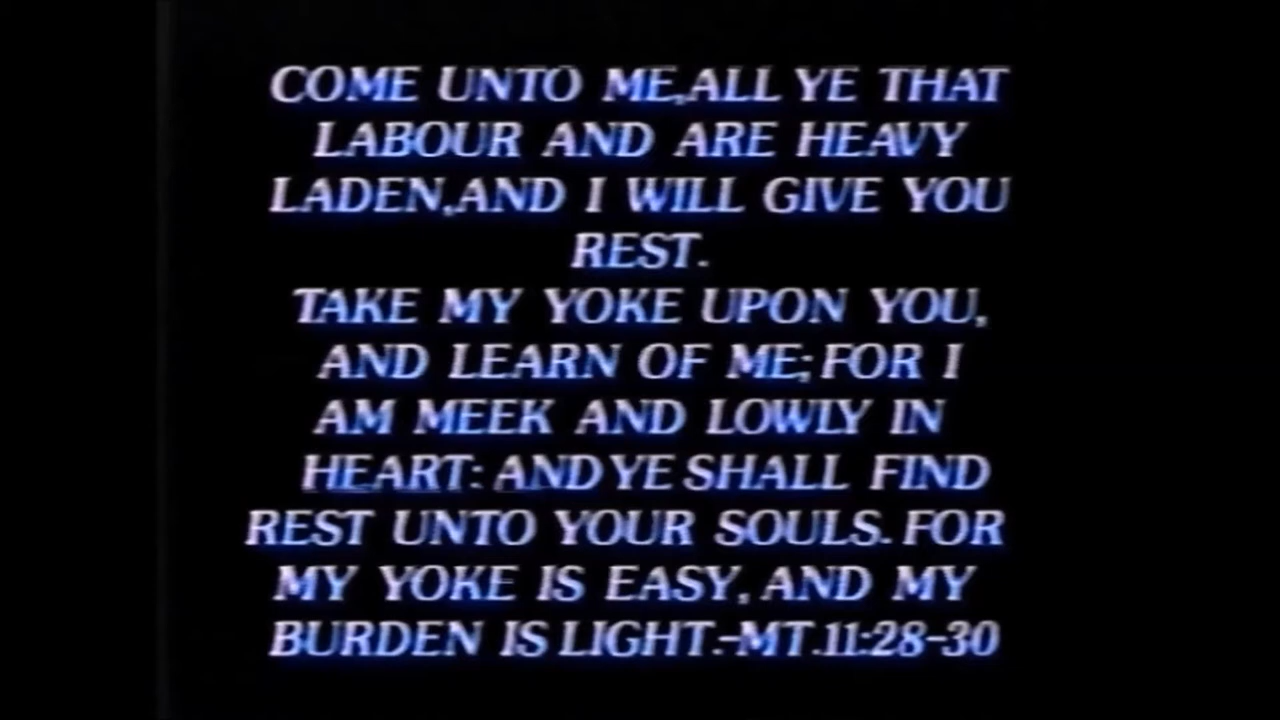 COME UNTO ME,ALL YE THAT
LABOUR AND ARE HEAVY
LADEN,AND I WILL GIVE YOU
REST.
TAKE MY YOKE UPON YOU,
AND LEARN OF ME; FOR I
AM MEEK AND LOWLY IN
HEART: AND YE SHALL FIND
REST UNTO YOUR SOULS. FOR
MY YOKE IS EASY, AND MY
BURDEN IS LIGHT.-MT.11:28-30